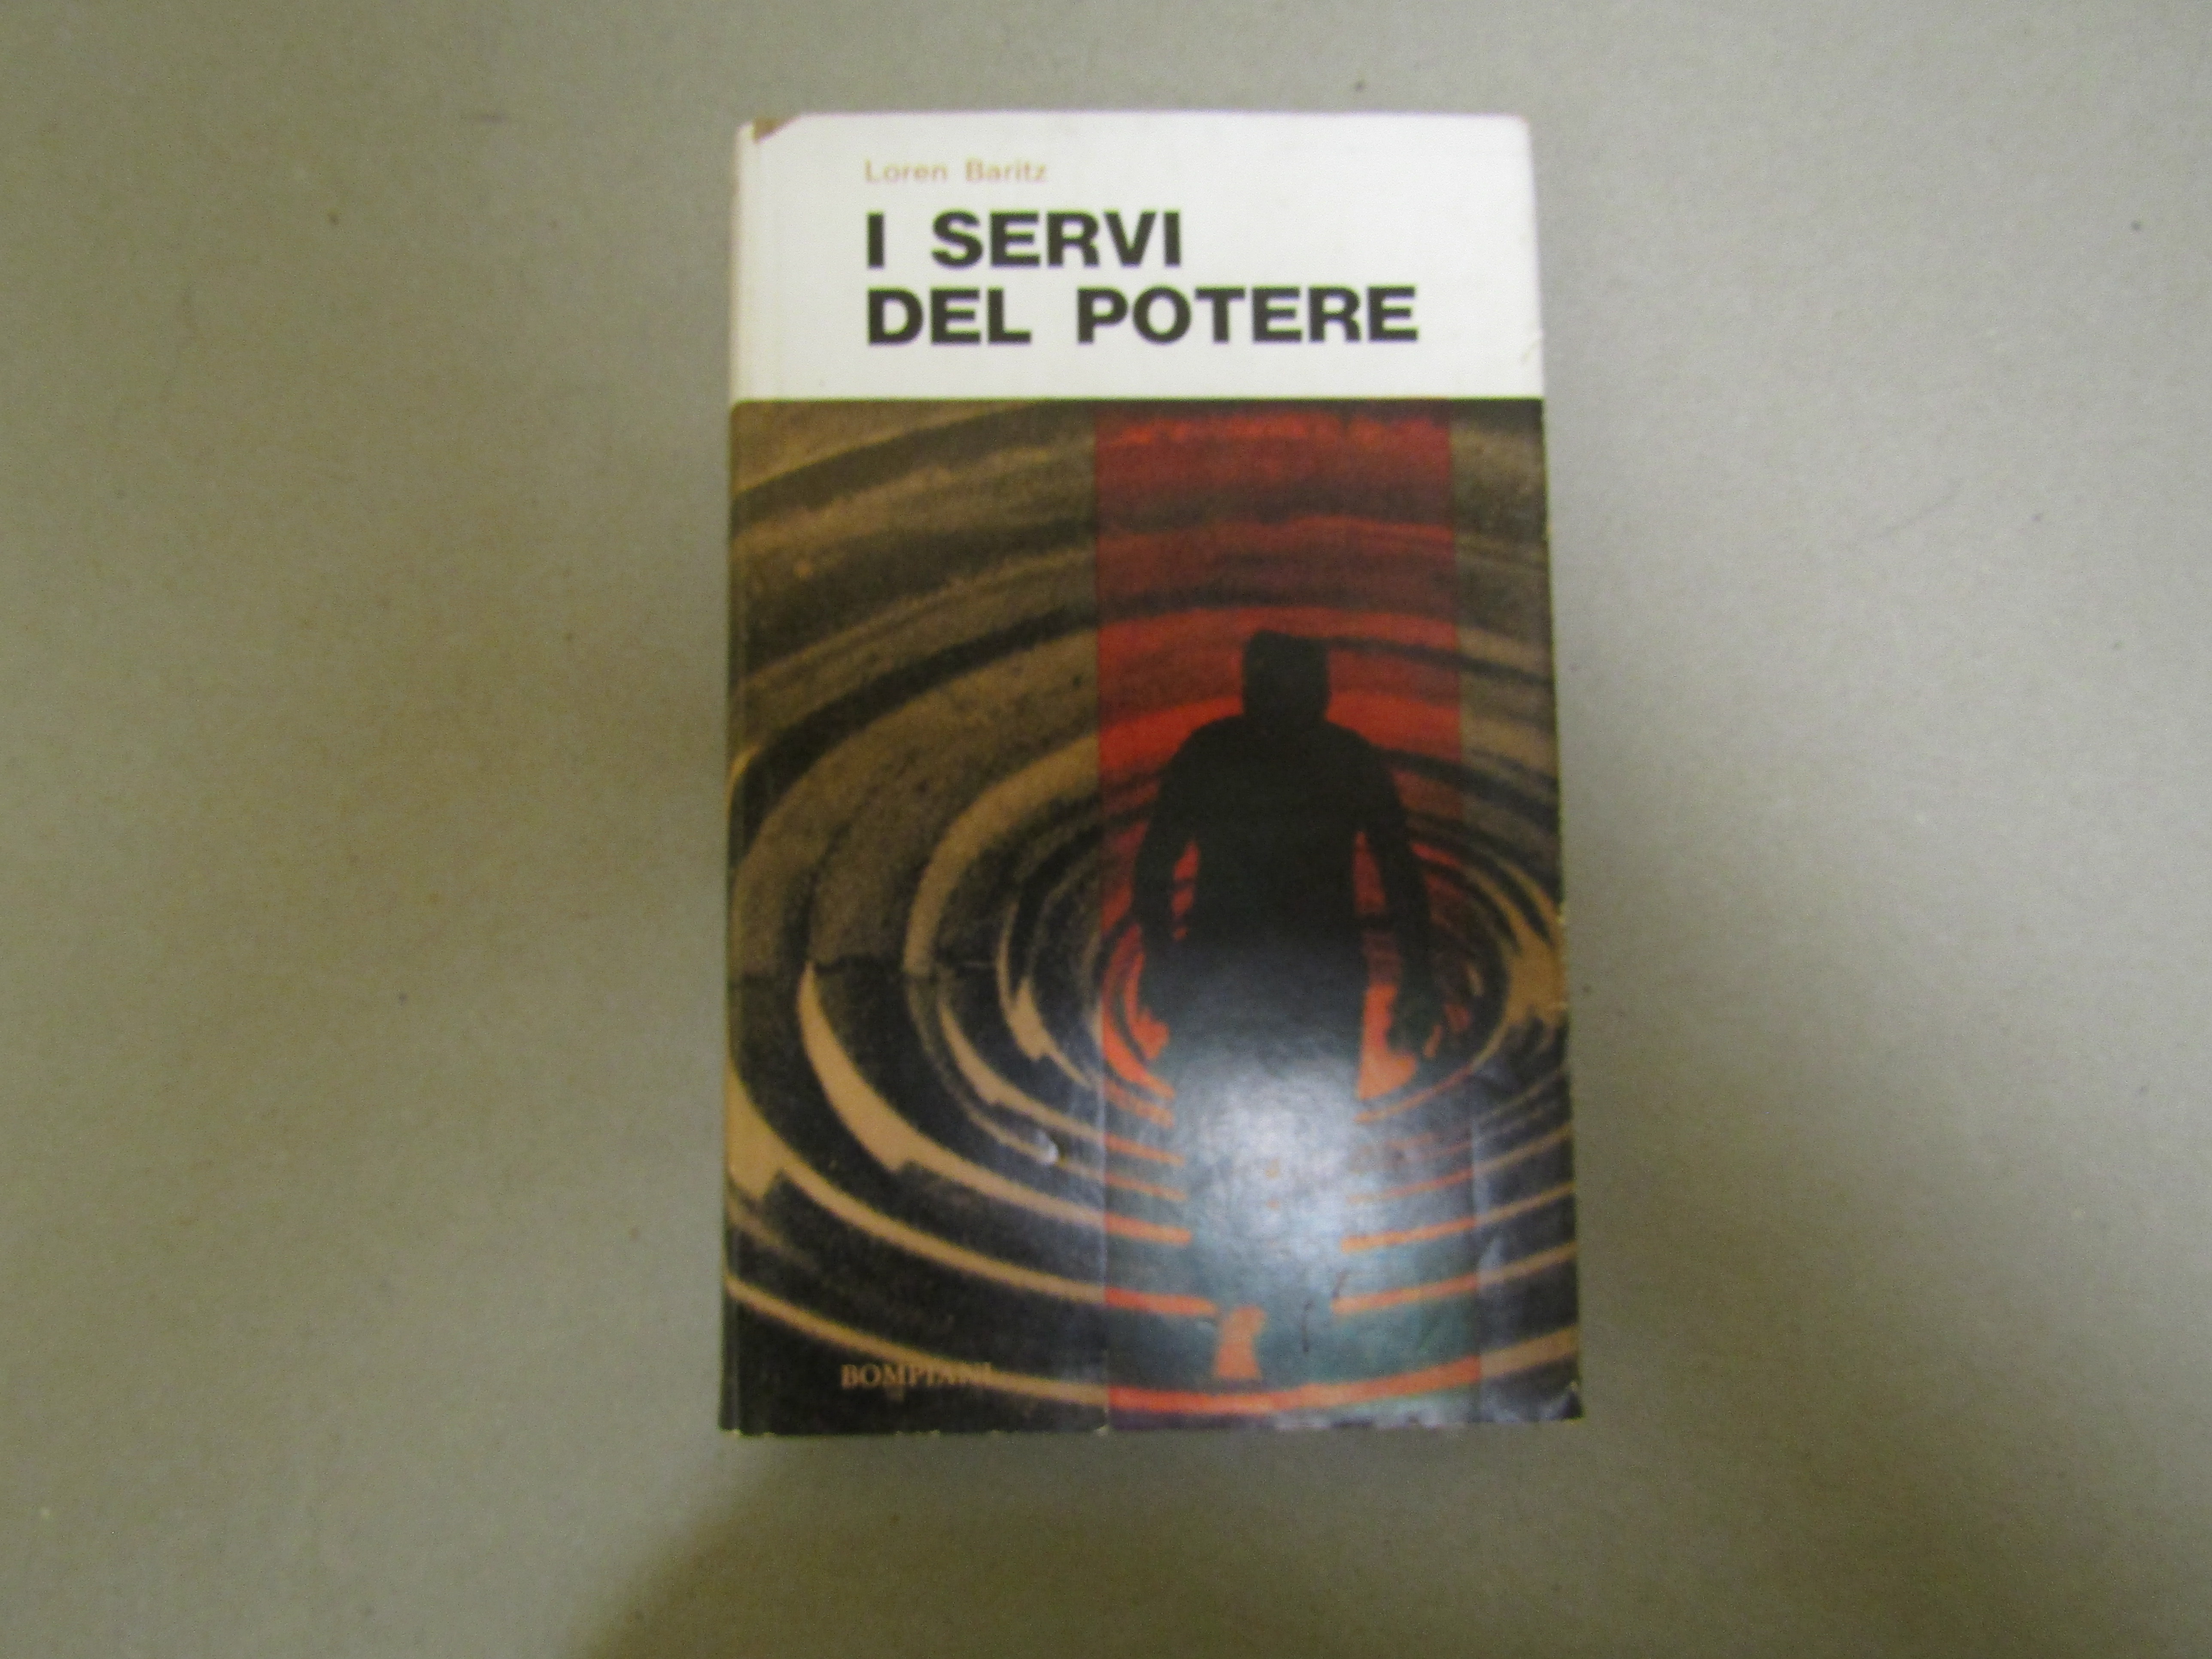 Loren Baritz
I SERVI
DEL POTERE
BOMPIANI